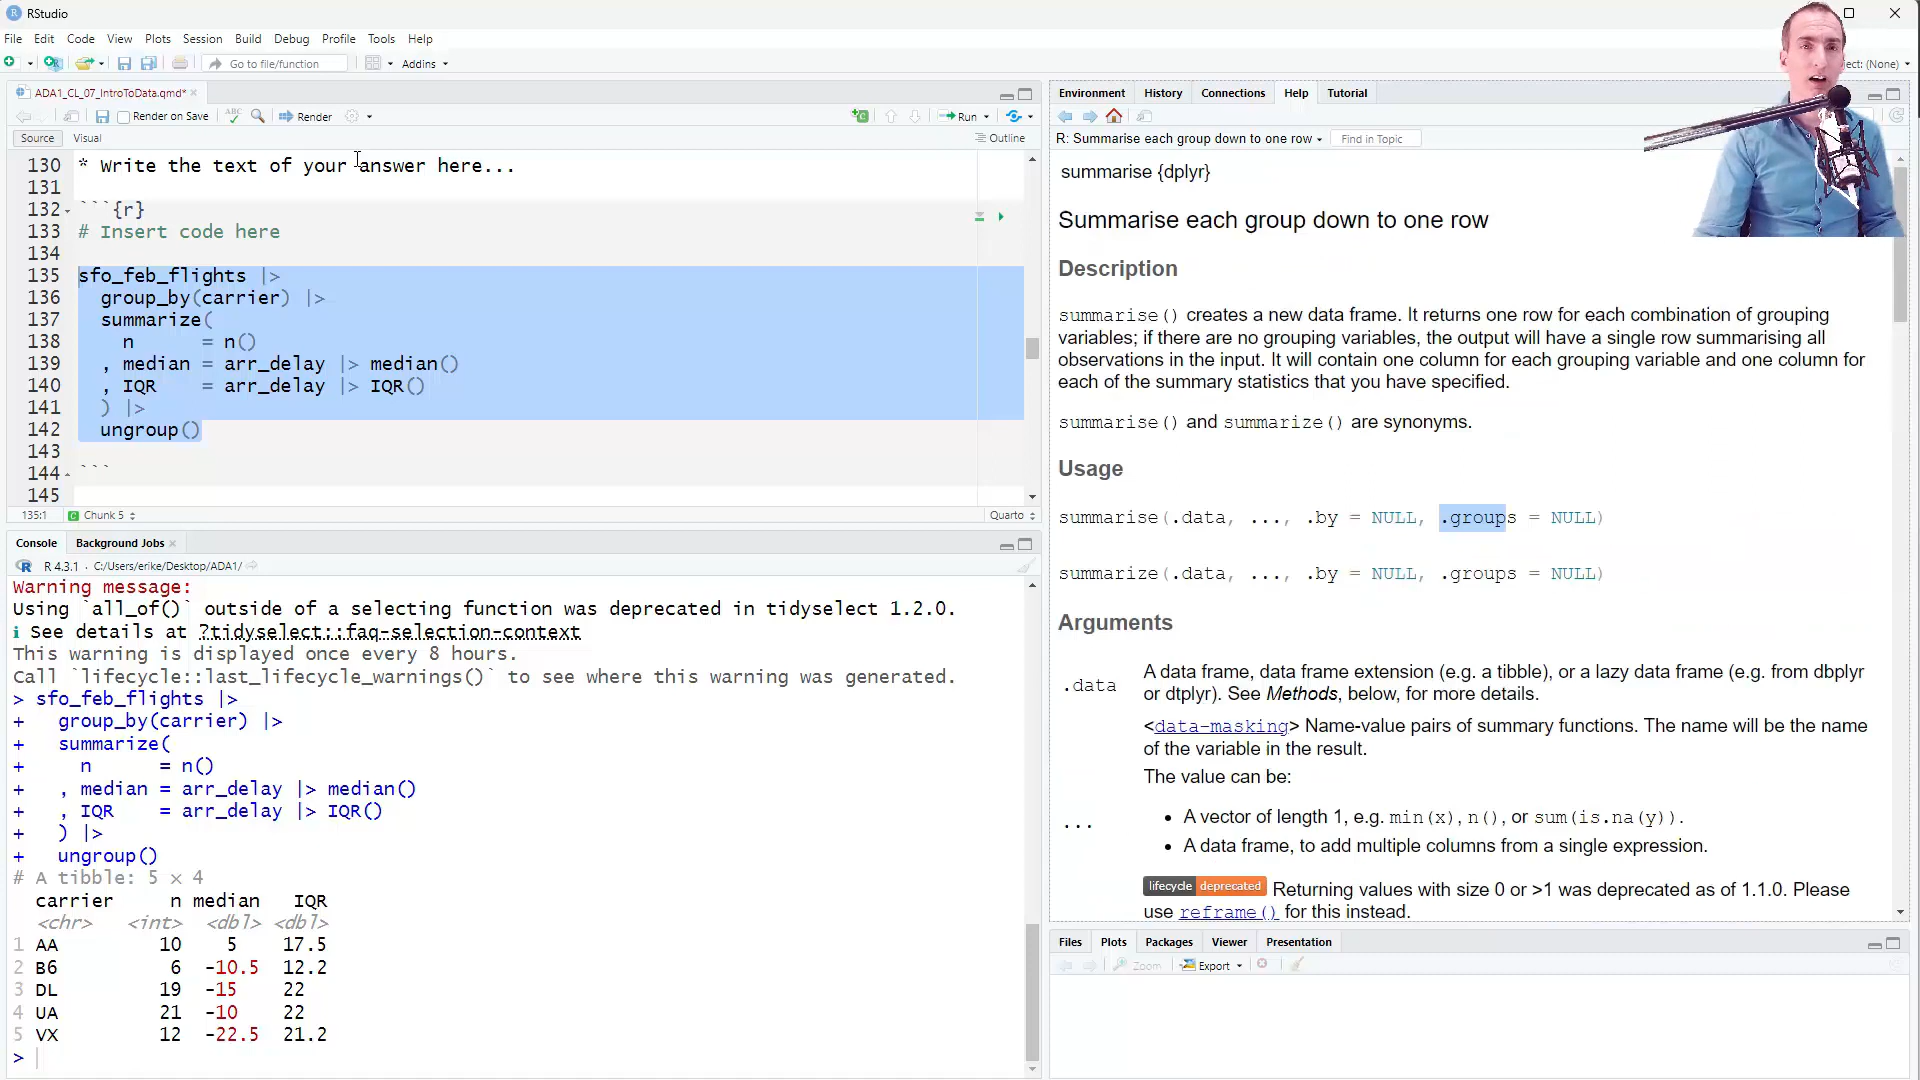 RStudio
File Edit Code View Plots Session Build Debug Profile Tools Help
Go to file/function Addins
ect: (None)
ADA1_CL_07_IntroToData.qmd*
Render on Save Render Run
Source Visual Outline
130 * Write the text of your answer here...
131
132 ```{r}
133 # Insert code here
134
135 sfo_feb_flights |>
136   group_by(carrier) |>
137   summarize(
138     n      = n()
139   , median = arr_delay |> median()
140   , IQR    = arr_delay |> IQR()
141   ) |>
142   ungroup()
143
144 ```
145
135:1 Chunk 5 Quarto
Console Background Jobs
R 4.3.1 · C:/Users/erike/Desktop/ADA1/
Warning message:
Using `all_of()` outside of a selecting function was deprecated in tidyselect 1.2.0.
ℹ See details at ?tidyselect::faq-selection-context
This warning is displayed once every 8 hours.
Call `lifecycle::last_lifecycle_warnings()` to see where this warning was generated.
> sfo_feb_flights |>
+   group_by(carrier) |>
+   summarize(
+     n      = n()
+   , median = arr_delay |> median()
+   , IQR    = arr_delay |> IQR()
+   ) |>
+   ungroup()
# A tibble: 5 × 4
  carrier     n median   IQR
  <chr>   <int>  <dbl> <dbl>
1 AA         10    5    17.5
2 B6          6  -10.5  12.2
3 DL         19  -15    22
4 UA         21  -10    22
5 VX         12  -22.5  21.2
>
Environment History Connections Help Tutorial
R: Summarise each group down to one row Find in Topic
summarise {dplyr}
Summarise each group down to one row
Description
summarise() creates a new data frame. It returns one row for each combination of grouping
variables; if there are no grouping variables, the output will have a single row summarising all
observations in the input. It will contain one column for each grouping variable and one column for
each of the summary statistics that you have specified.
summarise() and summarize() are synonyms.
Usage
summarise(.data, ..., .by = NULL, .groups = NULL)
summarize(.data, ..., .by = NULL, .groups = NULL)
Arguments
.data A data frame, data frame extension (e.g. a tibble), or a lazy data frame (e.g. from dbplyr
or dtplyr). See Methods, below, for more details.
... <data-masking> Name-value pairs of summary functions. The name will be the name
of the variable in the result.
The value can be:
• A vector of length 1, e.g. min(x), n(), or sum(is.na(y)).
• A data frame, to add multiple columns from a single expression.
lifecycle deprecated Returning values with size 0 or >1 was deprecated as of 1.1.0. Please
use reframe() for this instead.
Files Plots Packages Viewer Presentation
Zoom Export